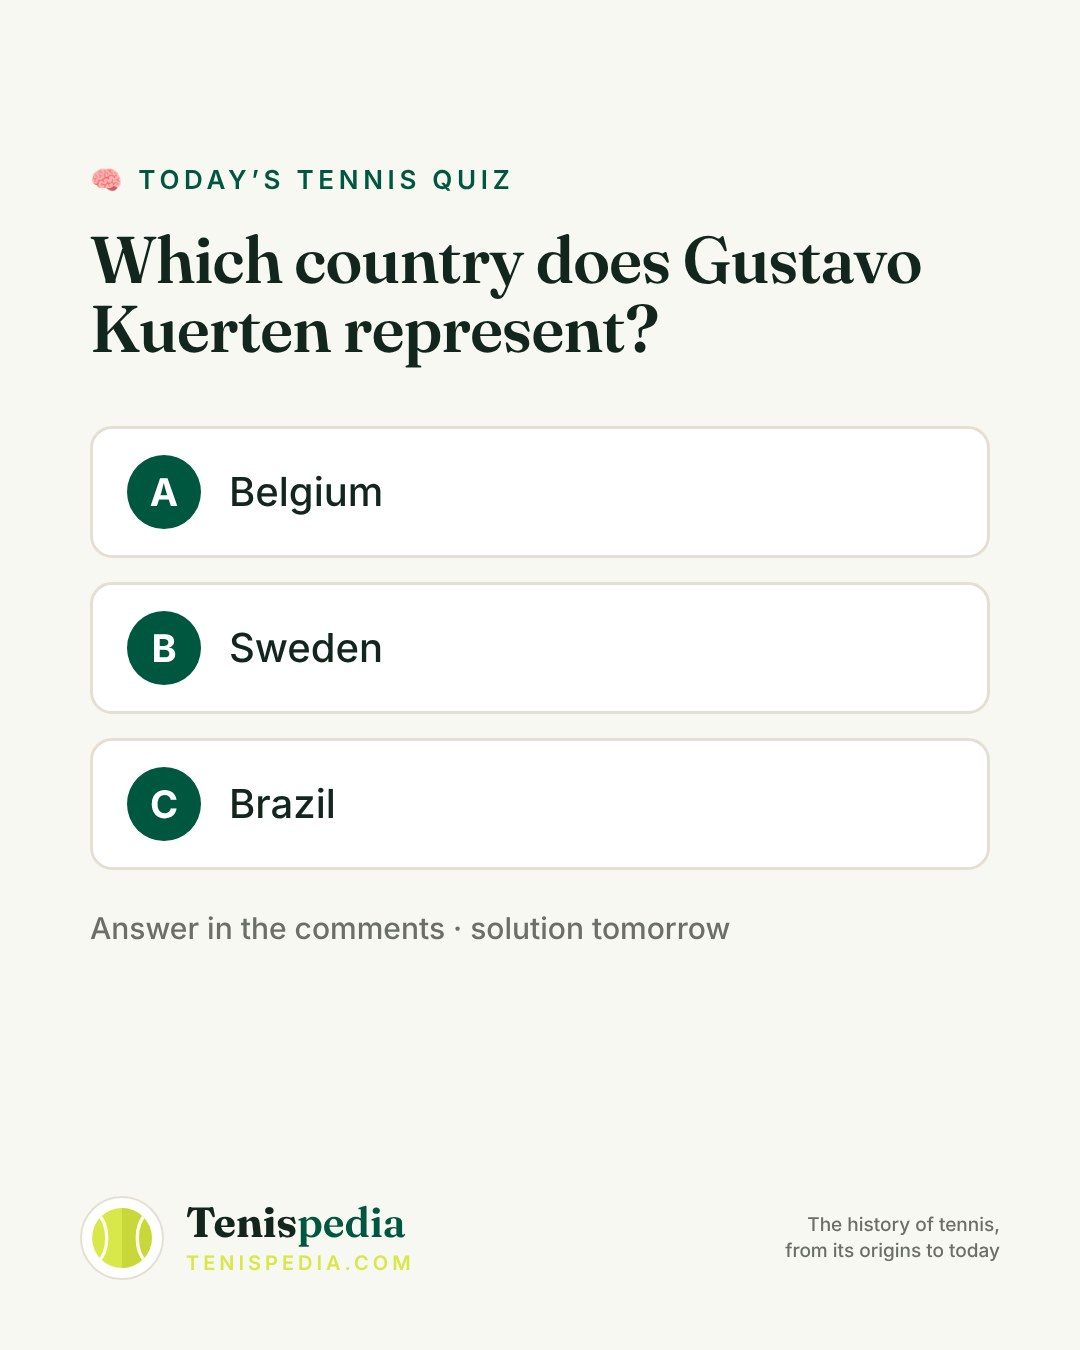 🧠 TODAY’S TENNIS QUIZ
Which country does Gustavo
Kuerten represent?
A Belgium
B Sweden
C Brazil
Answer in the comments · solution tomorrow
Tenispedia
TENISPEDIA.COM
The history of tennis,
from its origins to today